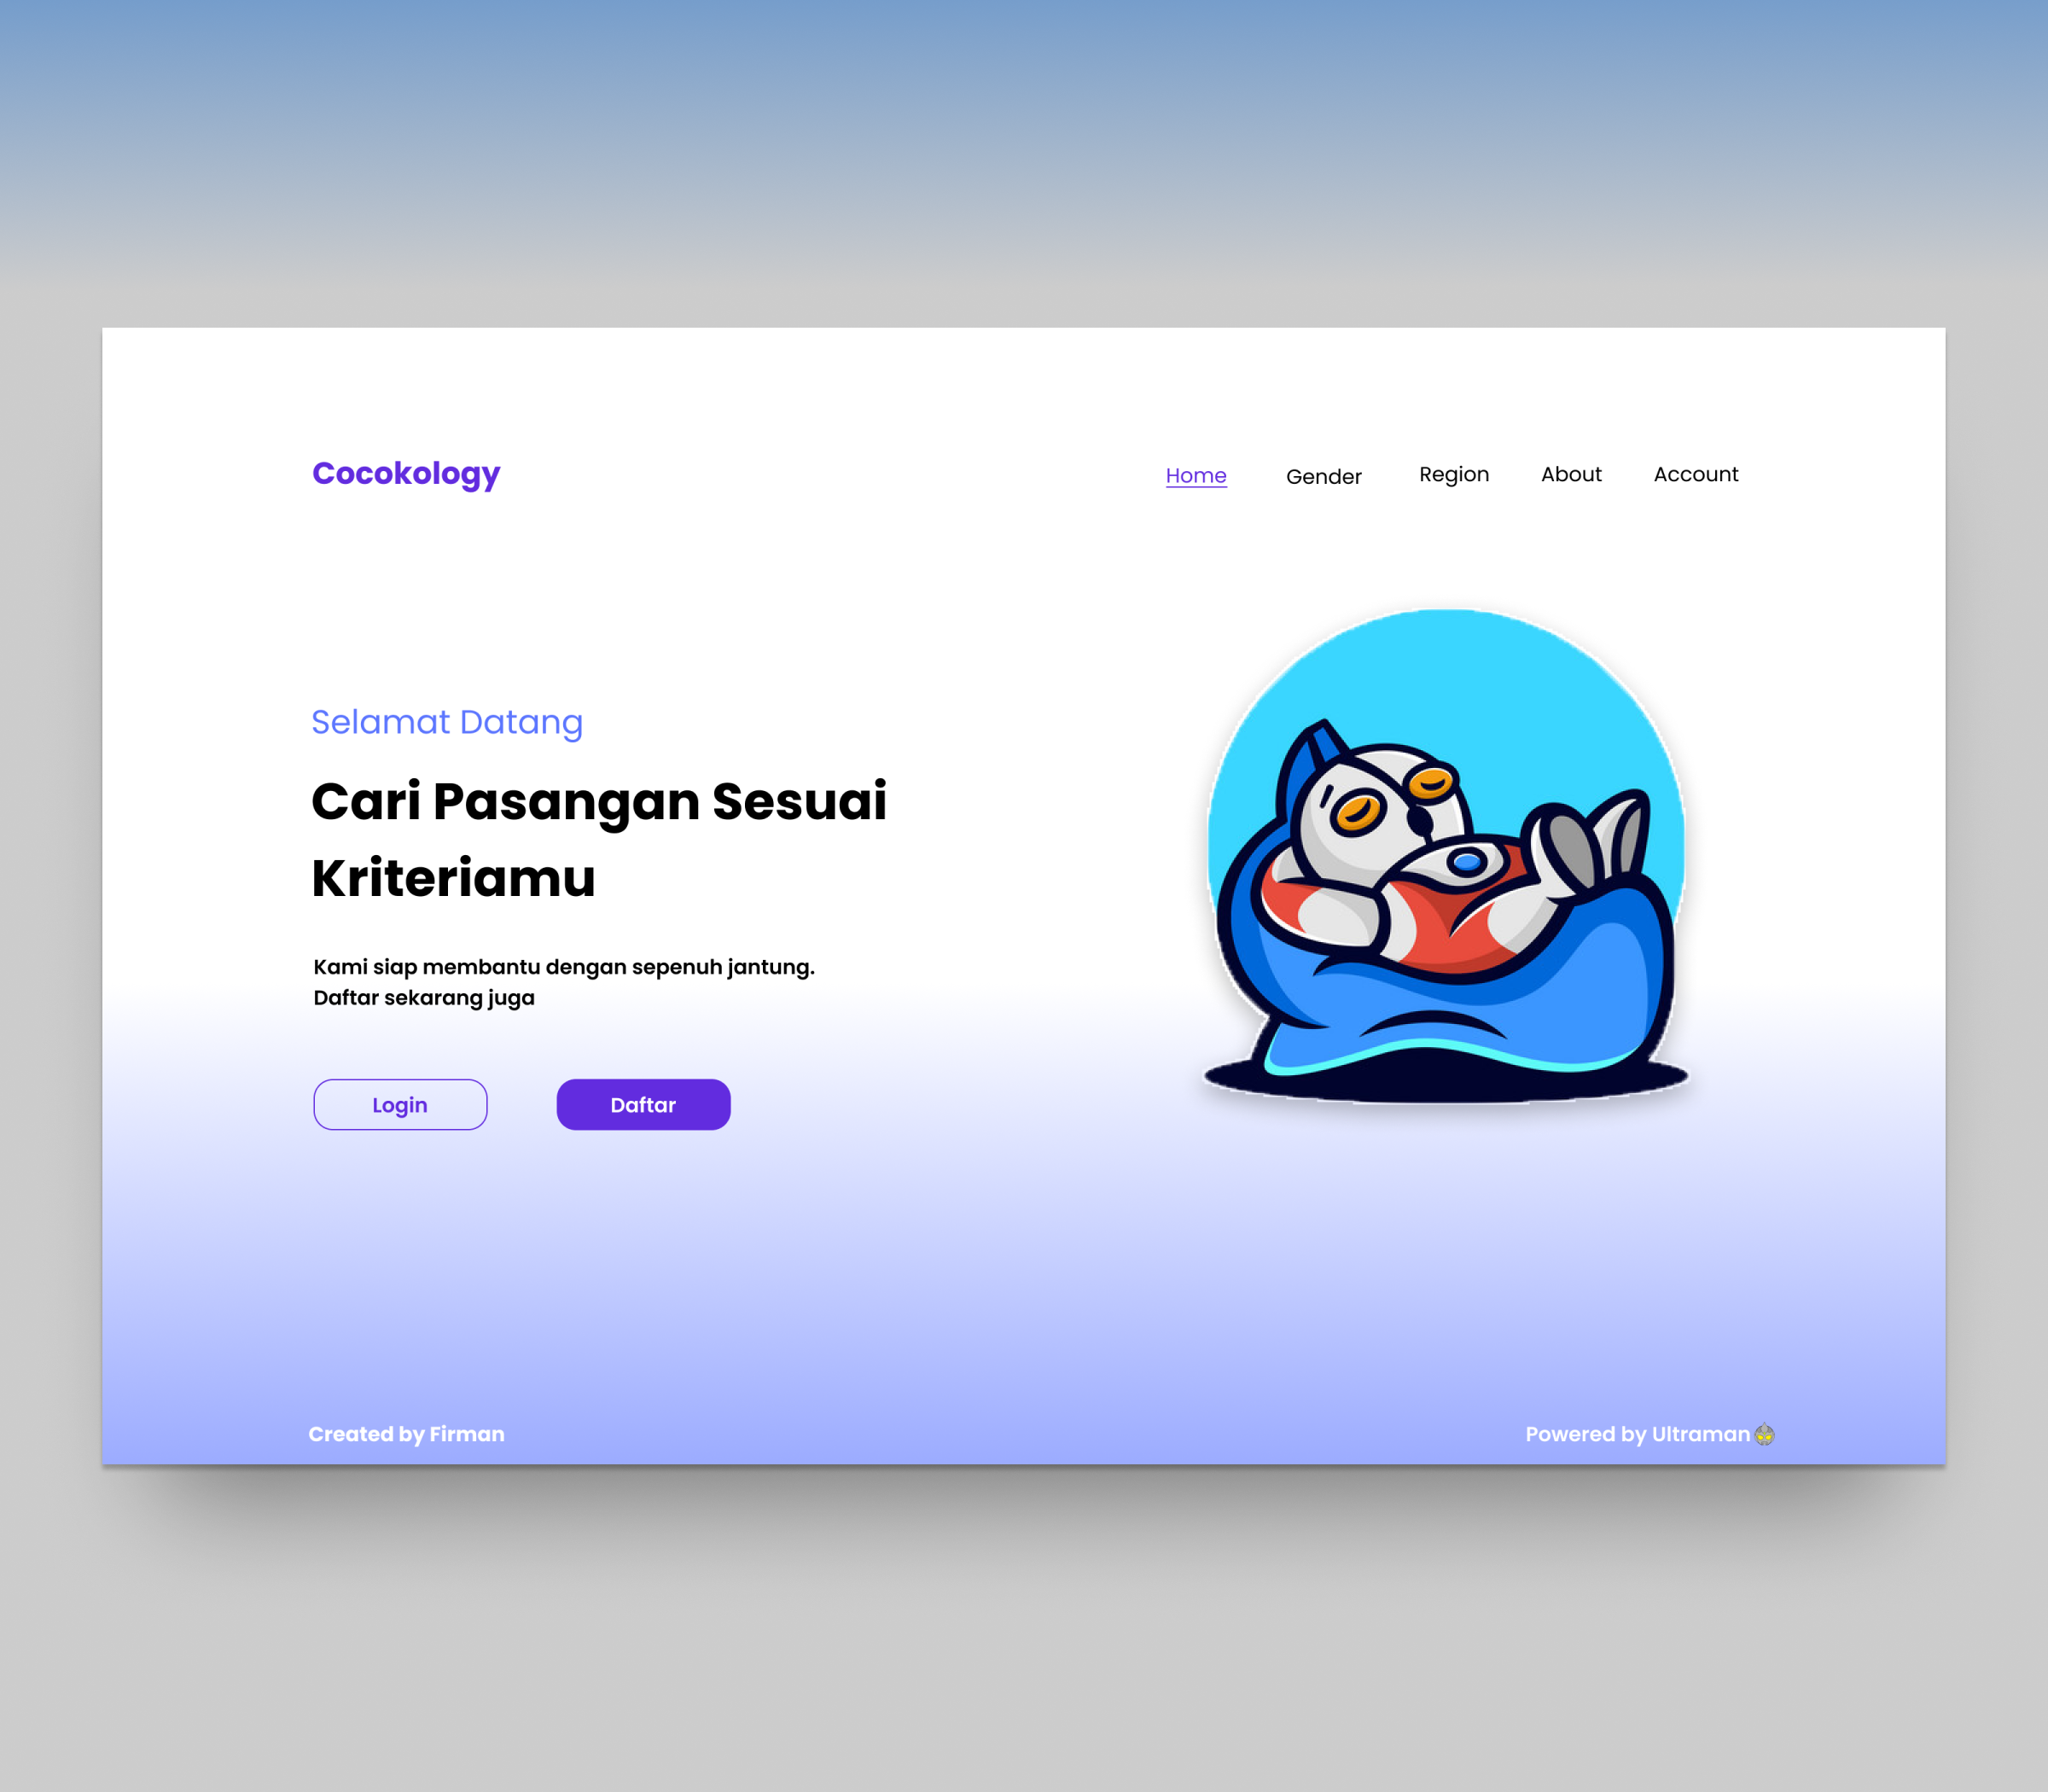 Cocokology
Home Gender Region About Account
Selamat Datang
Cari Pasangan Sesuai
Kriteriamu
Kami siap membantu dengan sepenuh jantung.
Daftar sekarang juga
Login Daftar
Created by Firman Powered by Ultraman